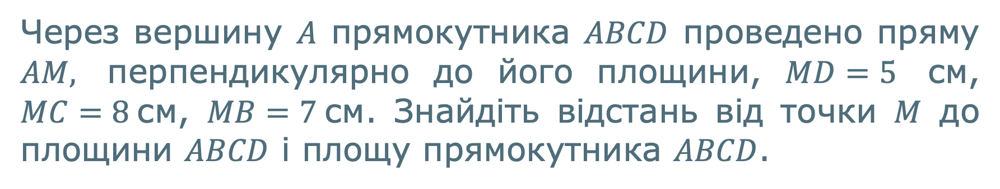 Через вершину A прямокутника ABCD проведено пряму
AM, перпендикулярно до його площини, MD = 5 см,
MC = 8 см, MB = 7 см. Знайдіть відстань від точки M до
площини ABCD і площу прямокутника ABCD.